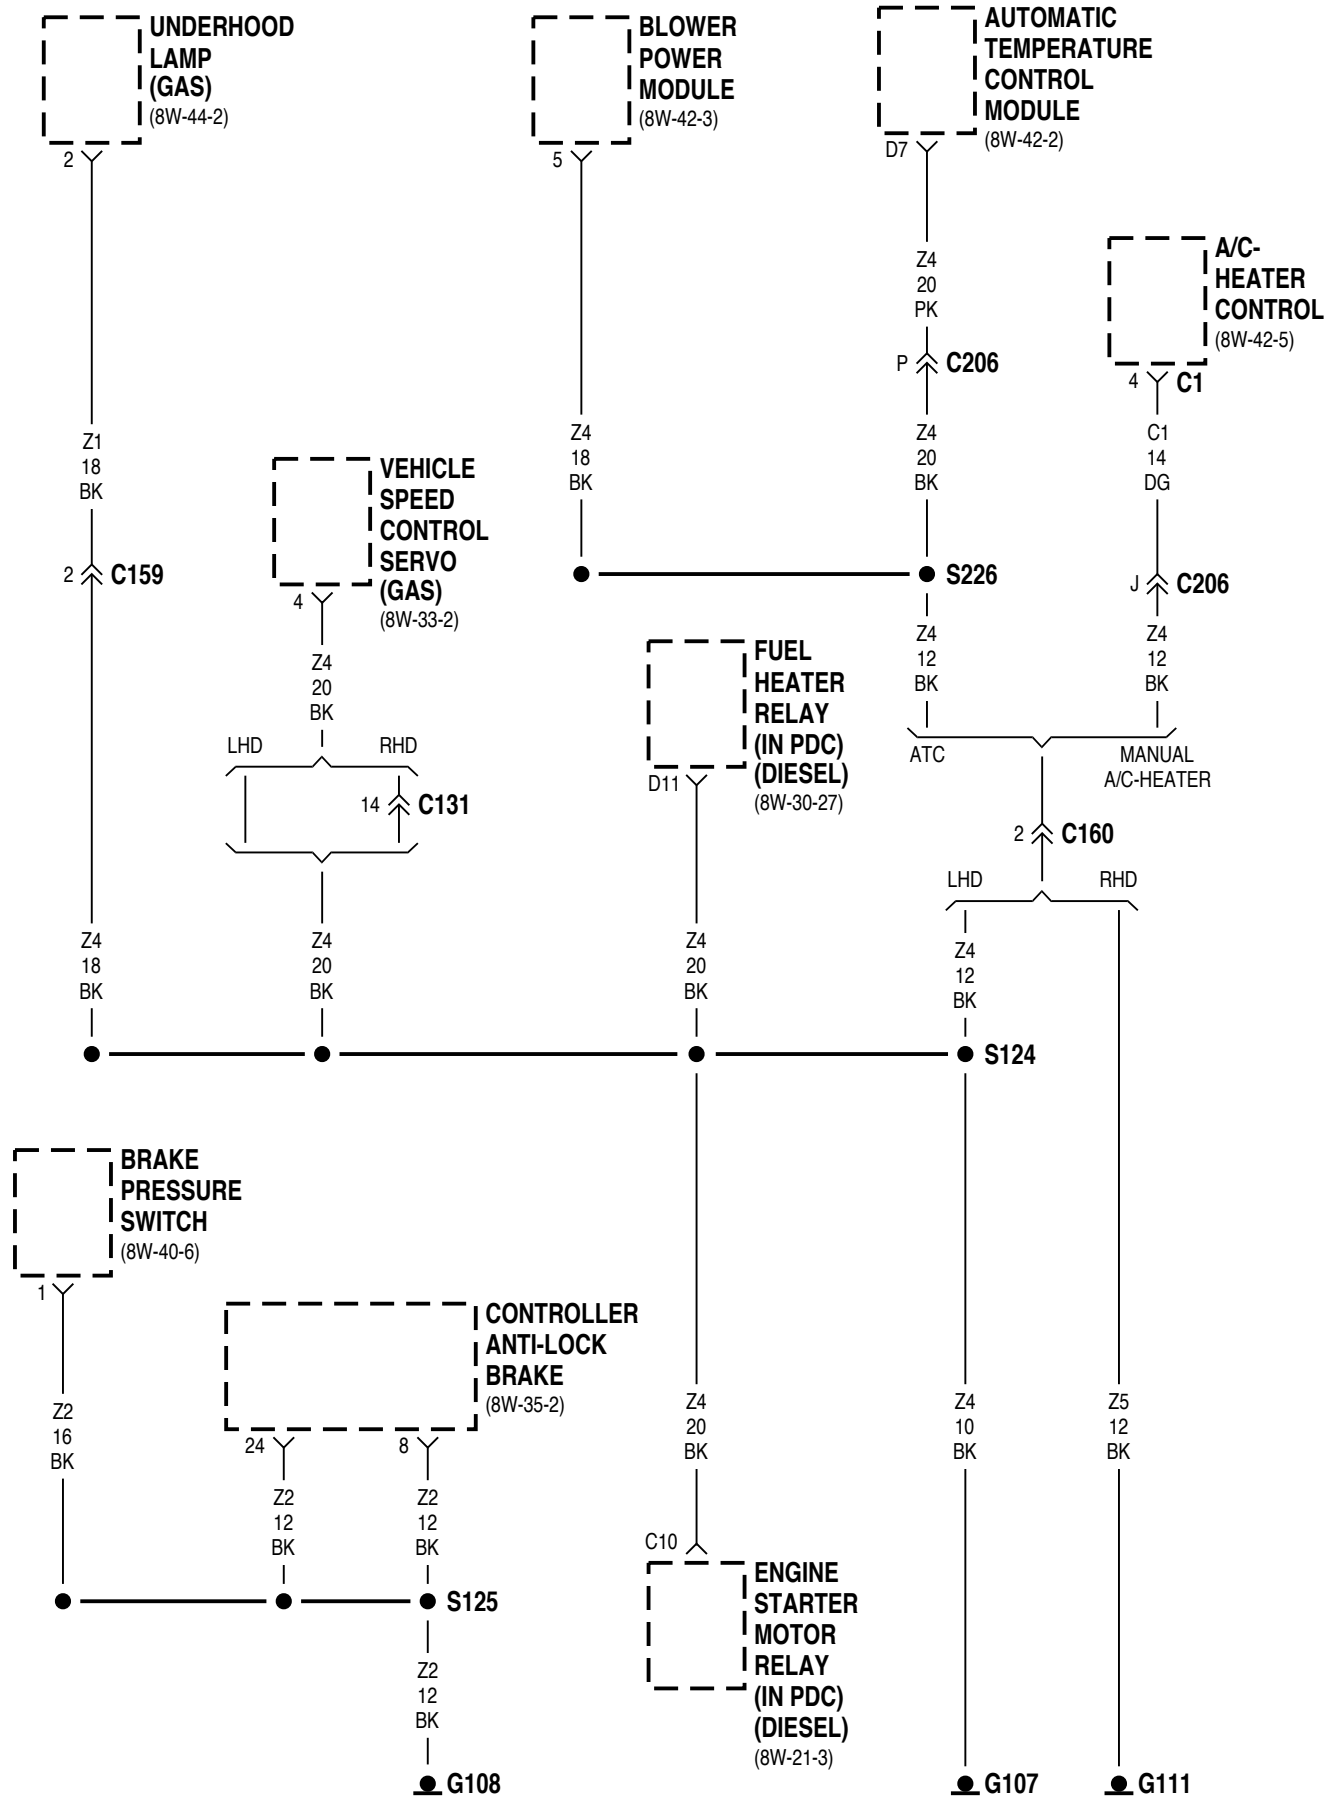 UNDERHOOD
LAMP
(GAS)
(8W-44-2)
2
BLOWER
POWER
MODULE
(8W-42-3)
5
AUTOMATIC
TEMPERATURE
CONTROL
MODULE
(8W-42-2)
D7
A/C-
HEATER
CONTROL
(8W-42-5)
4 C1
Z4
20
PK
P C206
Z1
18
BK
2 C159
Z4
18
BK
Z4
20
BK
C1
14
DG
VEHICLE
SPEED
CONTROL
SERVO
(GAS)
(8W-33-2)
4
S226
J C206
Z4
20
BK
LHD RHD
14 C131
FUEL
HEATER
RELAY
(IN PDC)
(DIESEL)
(8W-30-27)
D11
Z4
12
BK
Z4
12
BK
ATC
MANUAL
A/C-HEATER
2 C160
LHD RHD
Z4
18
BK
Z4
20
BK
Z4
20
BK
Z4
12
BK
S124
BRAKE
PRESSURE
SWITCH
(8W-40-6)
1
CONTROLLER
ANTI-LOCK
BRAKE
(8W-35-2)
24 8
Z2
16
BK
Z2
12
BK
Z2
12
BK
Z4
20
BK
Z4
10
BK
Z5
12
BK
S125
C10
ENGINE
STARTER
MOTOR
RELAY
(IN PDC)
(DIESEL)
(8W-21-3)
Z2
12
BK
G108
G107
G111